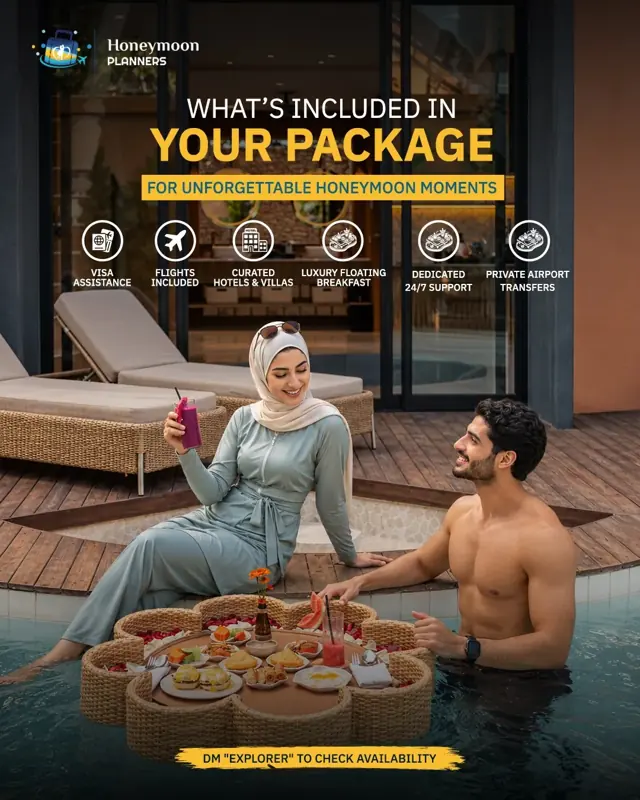 Honeymoon
PLANNERS
WHAT'S INCLUDED IN
YOUR PACKAGE
FOR UNFORGETTABLE HONEYMOON MOMENTS
VISA
ASSISTANCE
FLIGHTS
INCLUDED
CURATED
HOTELS & VILLAS
LUXURY FLOATING
BREAKFAST
DEDICATED
24/7 SUPPORT
PRIVATE AIRPORT
TRANSFERS
DM "EXPLORER" TO CHECK AVAILABILITY